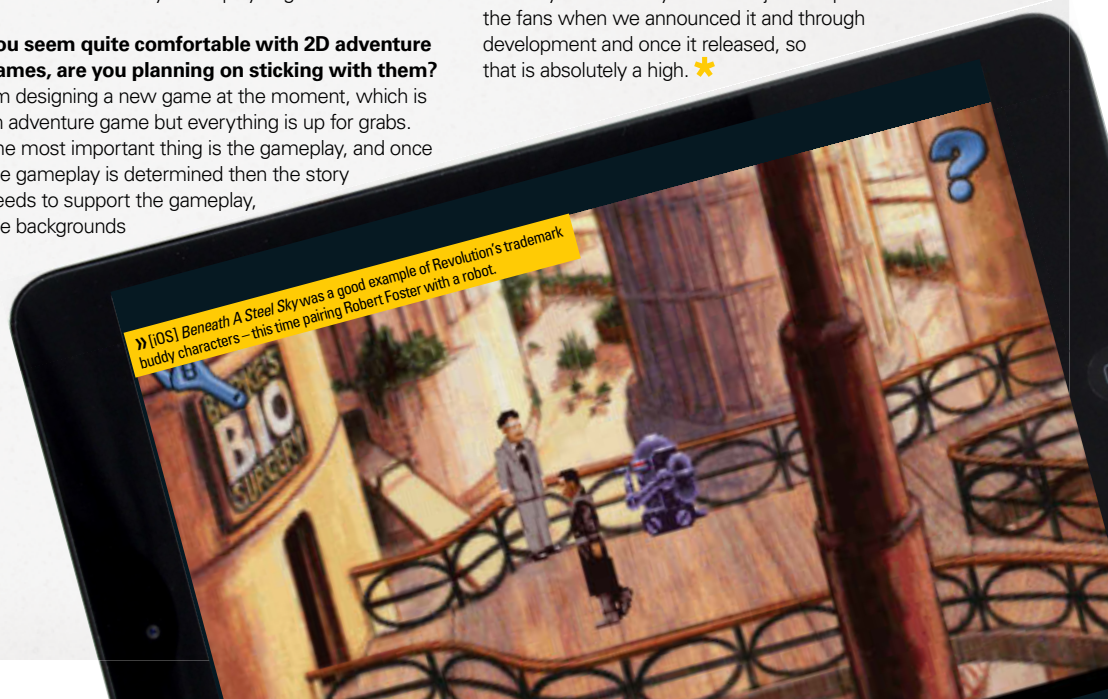 ou seem quite comfortable with 2D adventure
ames, are you planning on sticking with them?
m designing a new game at the moment, which is
n adventure game but everything is up for grabs.
he most important thing is the gameplay, and once
e gameplay is determined then the story
eeds to support the gameplay,
e backgrounds
the fans when we announced it and through
development and once it released, so
that is absolutely a high. *
»[iOS] Beneath A Steel Sky was a good example of Revolution's trademark
buddy characters – this time pairing Robert Foster with a robot.
?
BIO
SURGERY